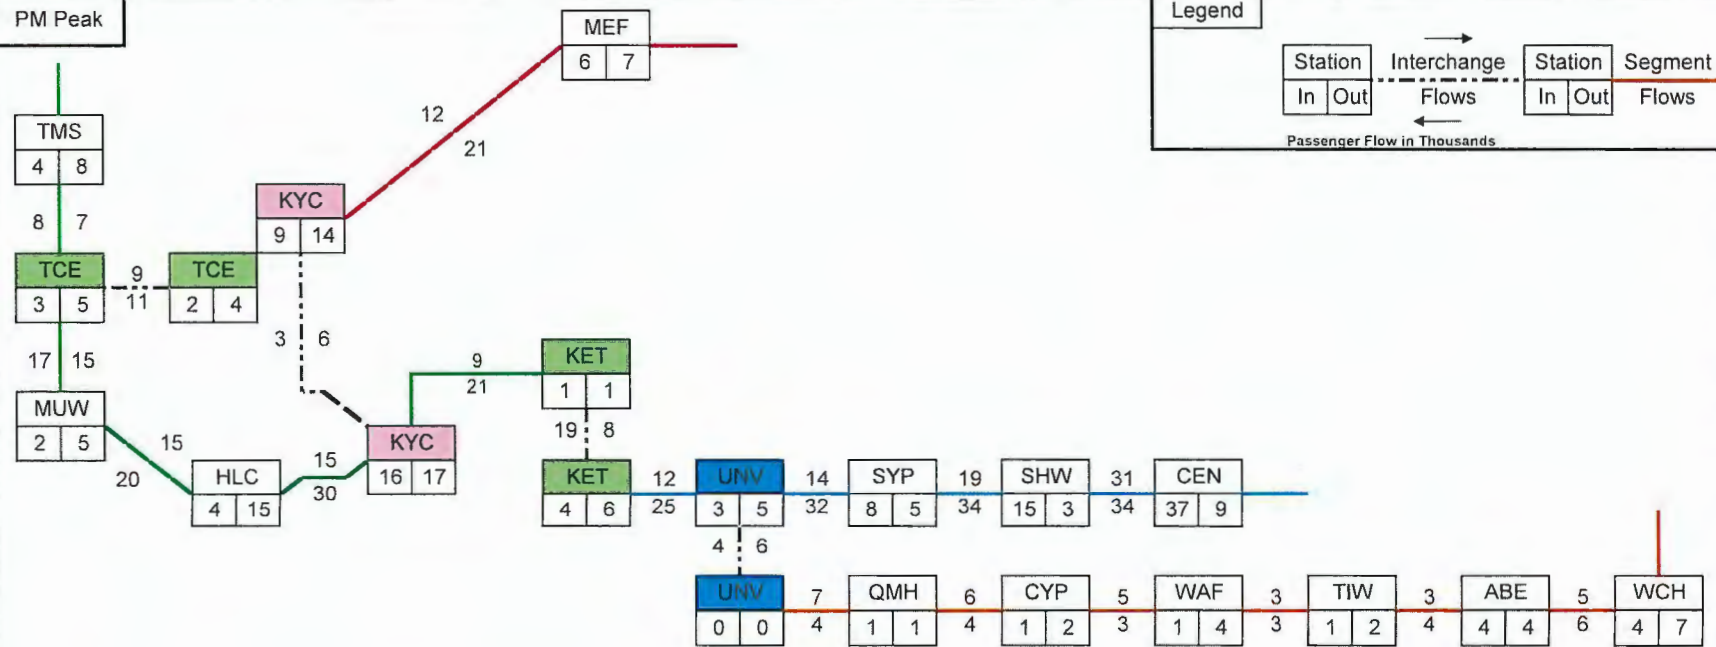 PM Peak
Legend
Station Interchange Station Segment
In Out Flows In Out Flows
Passenger Flow in Thousands
MEF
6 7
12
21
TMS
4 8
8 7
KYC
9 14
TCE
3 5
9
11
TCE
2 4
3 6
17 15
MUW
2 5
15
20
HLC
4 15
15
30
KYC
16 17
9
21
KET
1 1
19 8
KET
4 6
12
25
UNV
3 5
14
32
SYP
8 5
19
34
SHW
15 3
31
34
CEN
37 9
4 6
UNV
0 0
7
4
QMH
1 1
6
4
CYP
1 2
5
3
WAF
1 4
3
3
TIW
1 2
3
4
ABE
4 4
5
6
WCH
4 7